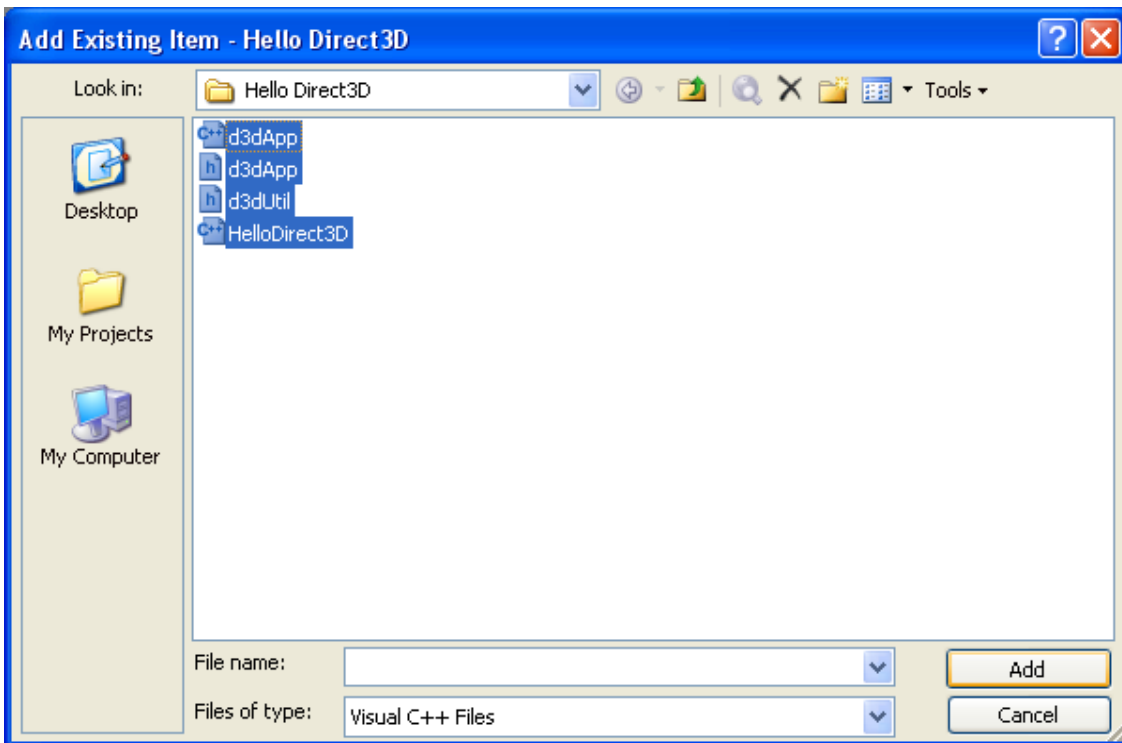 Add Existing Item - Hello Direct3D
Look in:
Hello Direct3D
Tools
Desktop
My Projects
My Computer
C++ d3dApp
h d3dApp
h d3dUtil
C++ HelloDirect3D
File name:
Add
Files of type:
Visual C++ Files
Cancel